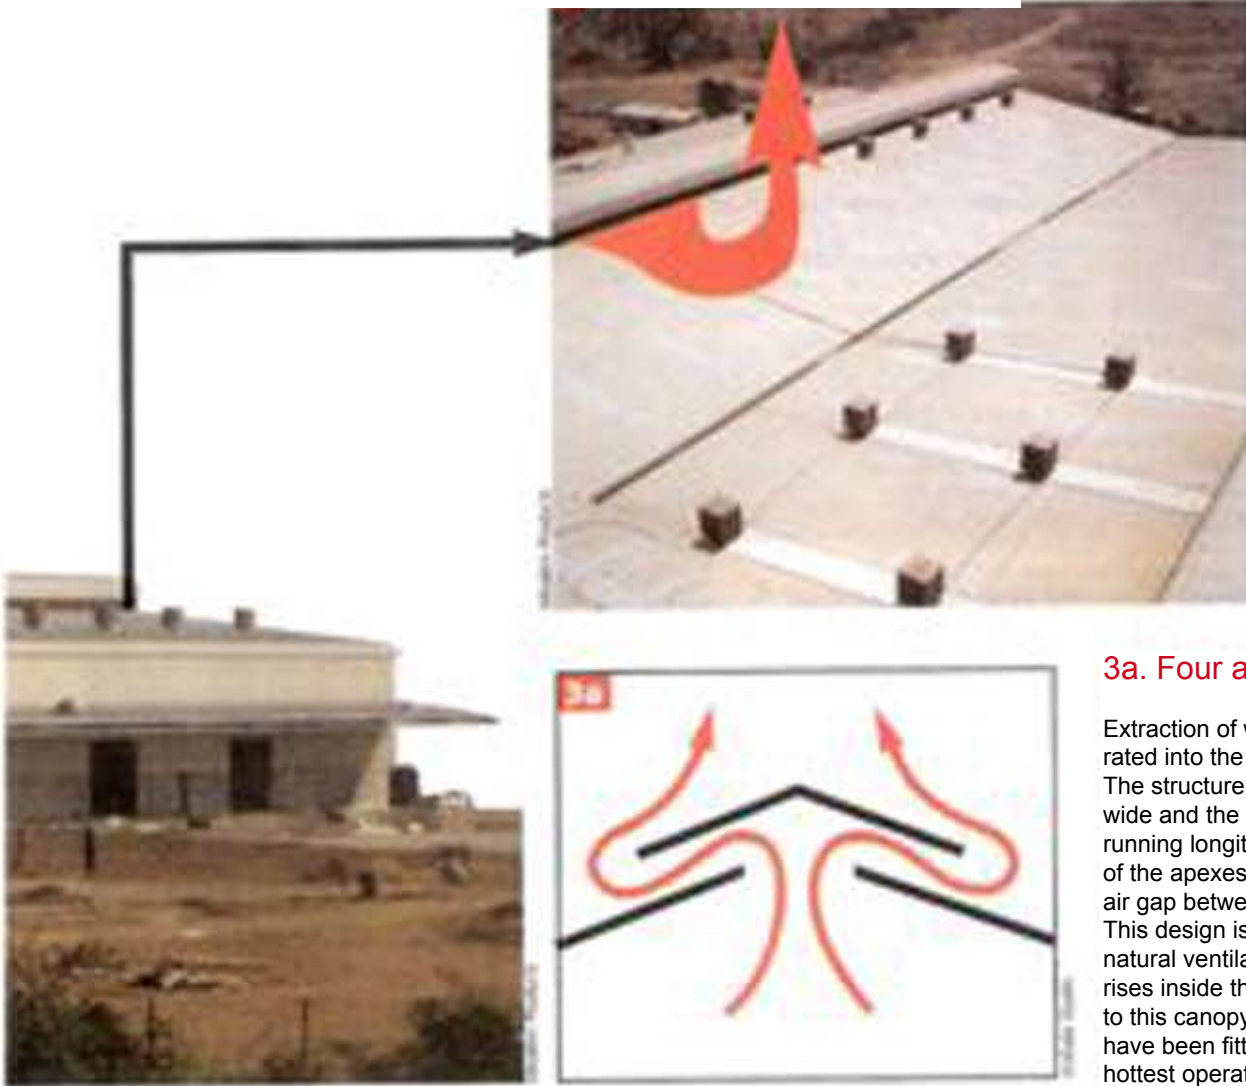 3a
3a. Four a
Extraction of
rated into the
The structure
wide and the
running longit
of the apexes
air gap betwe
This design is
natural ventila
rises inside th
to this canopy
have been fitt
hottest operat